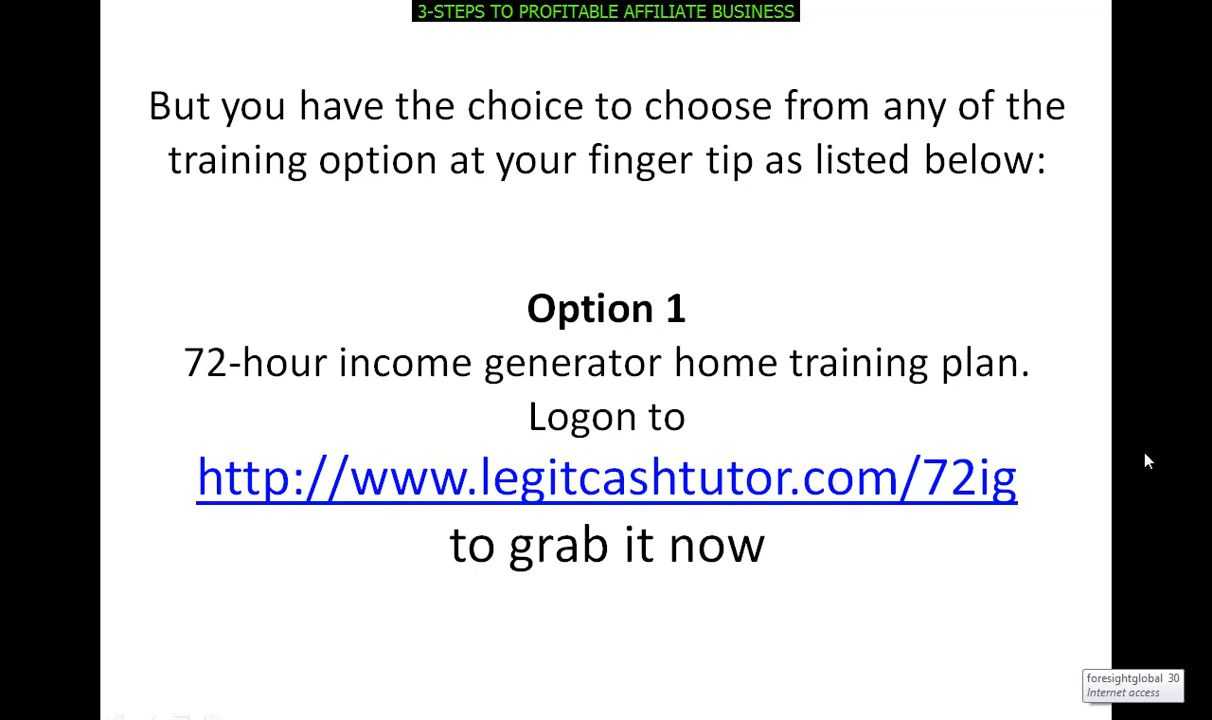 3-STEPS TO PROFITABLE AFFILIATE BUSINESS
But you have the choice to choose from any of the
training option at your finger tip as listed below:
Option 1
72-hour income generator home training plan.
Logon to
http://www.legitcashtutor.com/72ig
to grab it now
foresightglobal 30
Internet access